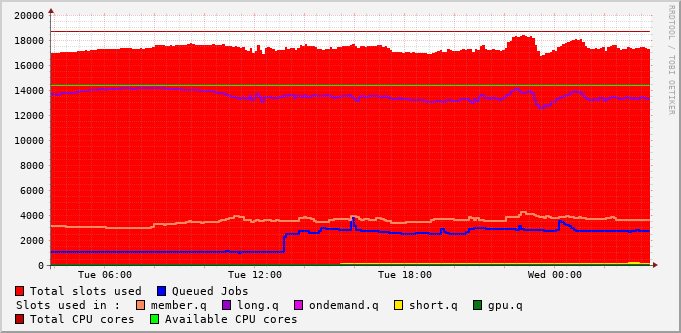 20000
18000
16000
14000
12000
10000
8000
6000
4000
2000
0
Tue 06:00 Tue 12:00 Tue 18:00 Wed 00:00
RRDTOOL / TOBI OETIKER
Total slots used Queued Jobs
Slots used in : member.q long.q ondemand.q short.q gpu.q
Total CPU cores Available CPU cores